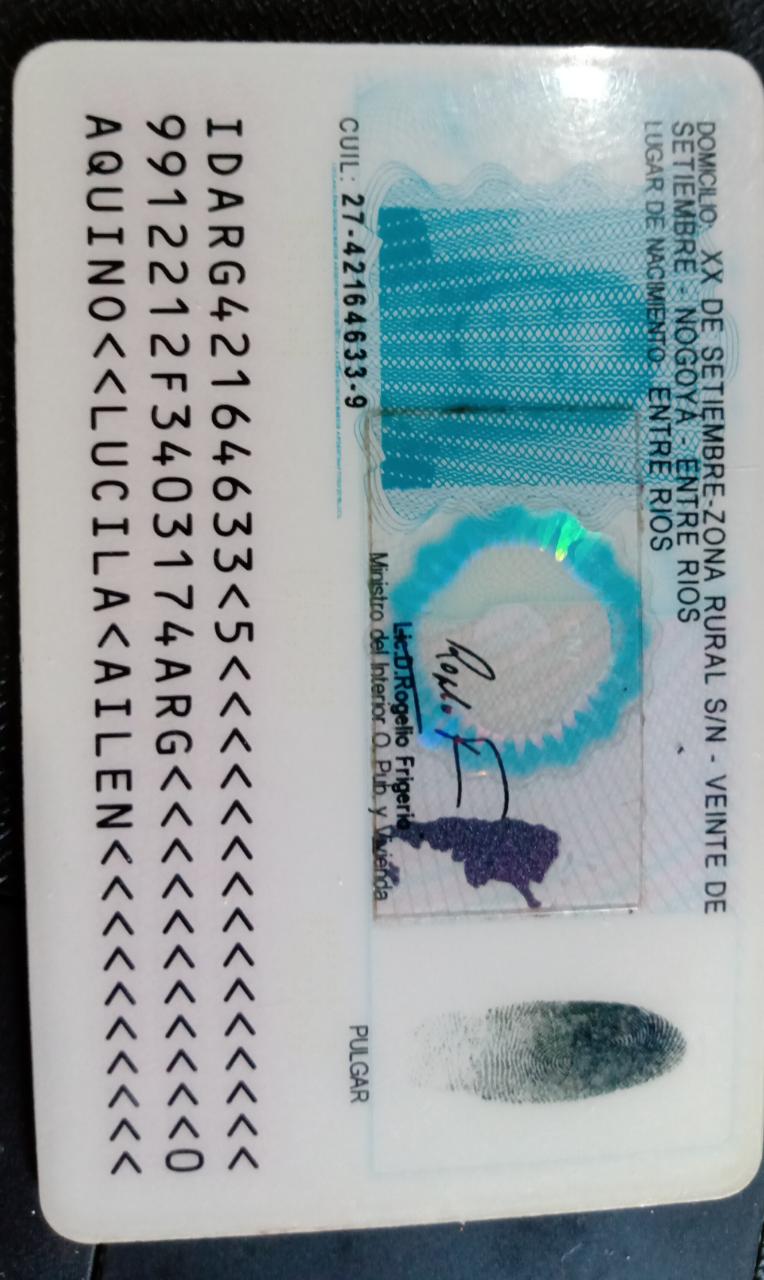 DOMICILIO: XX DE SETIEMBRE-ZONA RURAL S/N - VEINTE DE
SETIEMBRE - NOGOYÁ - ENTRE RIOS
LUGAR DE NACIMIENTO: ENTRE RIOS
Lic.D.Rogelio Frigerio
Ministro del Interior, O. Pub. y Vivienda
CUIL: 27-42164633-9
PULGAR
IDARG42164633<5<<<<<<<<<<<<<<<
9912212F3403174ARG<<<<<<<<<<<0
AQUINO<<LUCILA<AILEN<<<<<<<<<<